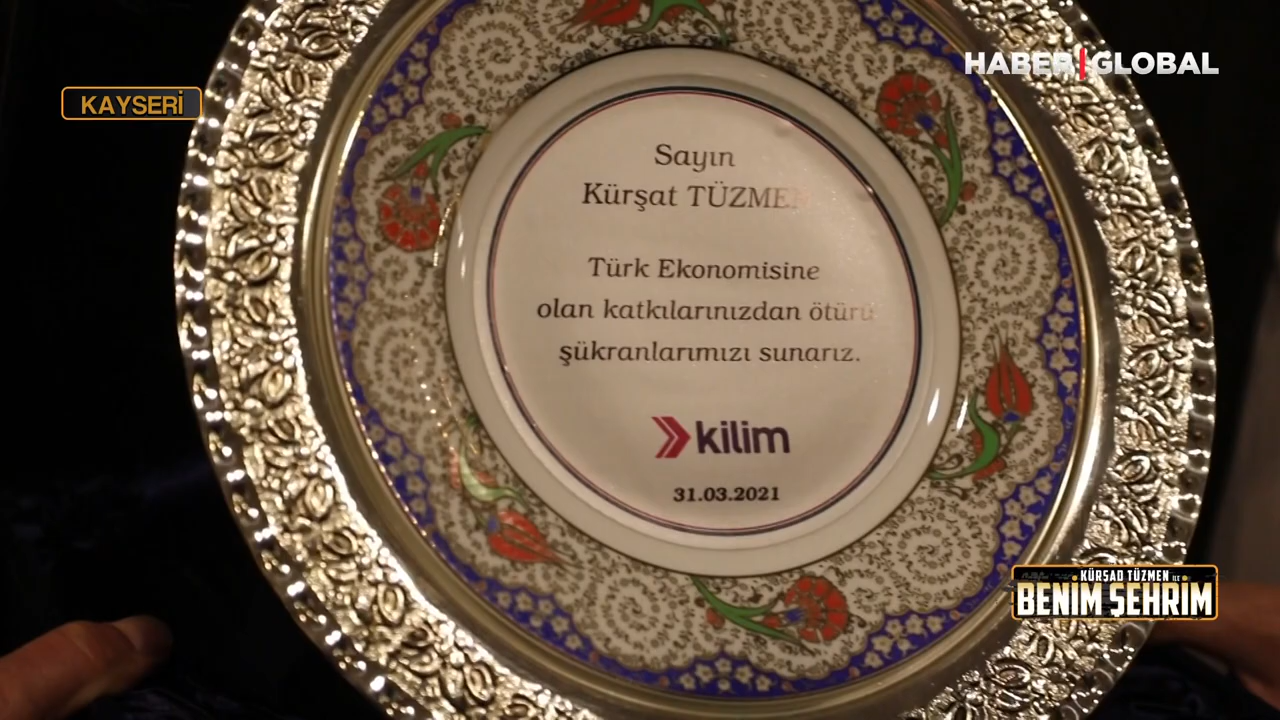 HABER GLOBAL
KAYSERİ
Sayın
Kürşat TÜZMEN
Türk Ekonomisine
olan katkılarınızdan ötürü
şükranlarımızı sunarız.
kilim
31.03.2021
KÜRŞAD TÜZMEN İLE
BENİM ŞEHRİM